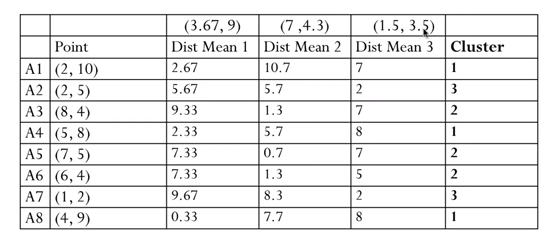 (3.67, 9) (7 ,4.3) (1.5, 3.5)
Point Dist Mean 1 Dist Mean 2 Dist Mean 3 Cluster
A1 (2, 10) 2.67 10.7 7 1
A2 (2, 5) 5.67 5.7 2 3
A3 (8, 4) 9.33 1.3 7 2
A4 (5, 8) 2.33 5.7 8 1
A5 (7, 5) 7.33 0.7 7 2
A6 (6, 4) 7.33 1.3 5 2
A7 (1, 2) 9.67 8.3 2 3
A8 (4, 9) 0.33 7.7 8 1